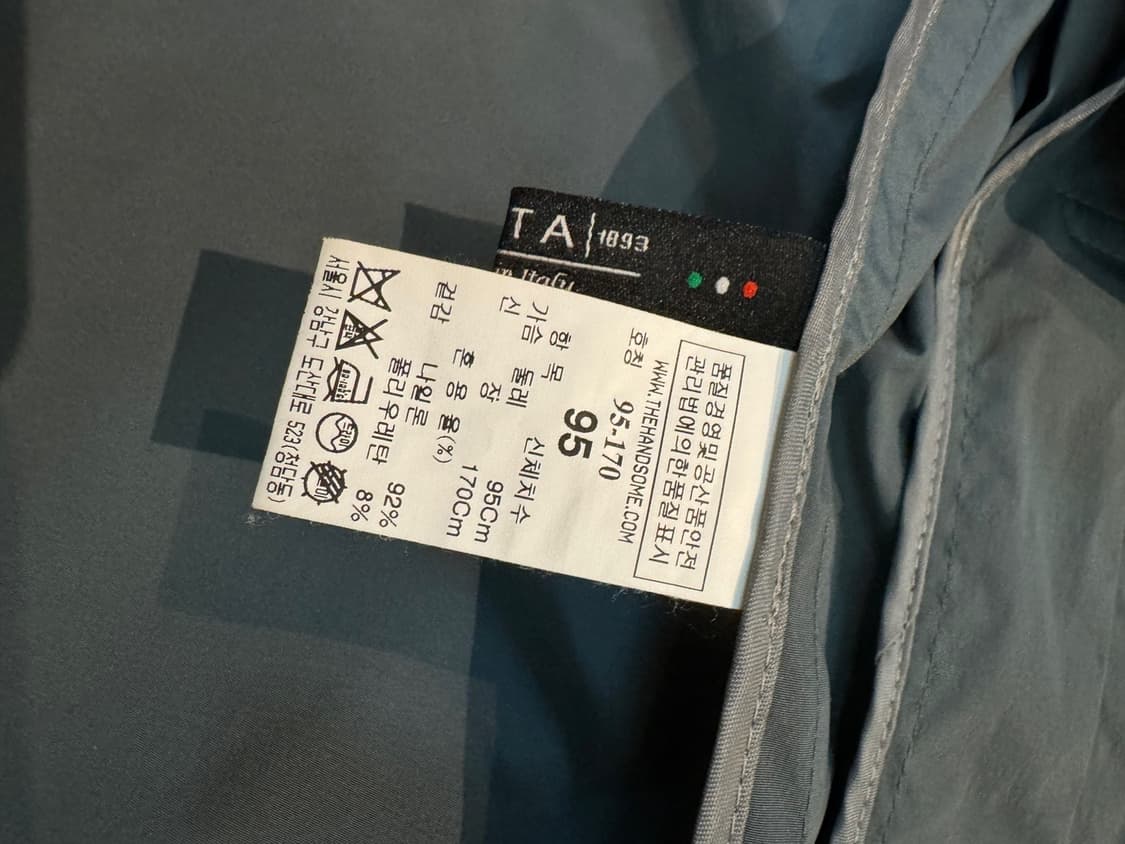 TA 1893
품질경영및공산품안전
관리법에의한품질표시
WWW.THEHANDSOME.COM
호칭 95-170
95
항목 신체치수
가슴둘레 95Cm
신장 170Cm
겉감 혼용율(%)
나일론 92%
폴리우레탄 8%
서울시 강남구 도산대로 523(청담동)